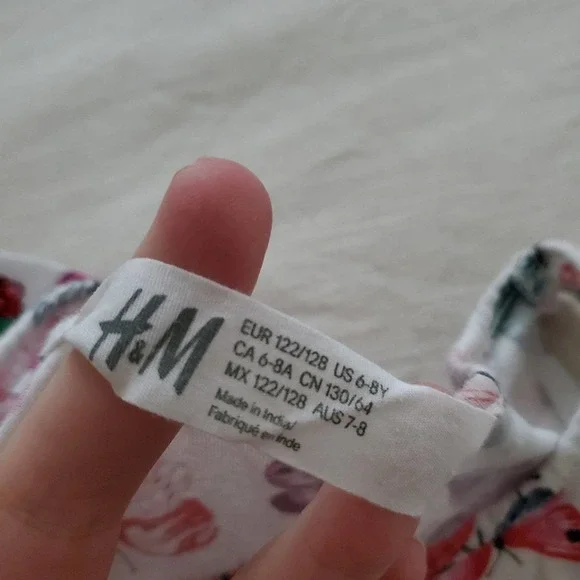 H&M
EUR 122/128 US 6-8Y
CA 6-8A CN 130/64
MX 122/128 AUS 7-8
Made in India/
Fabriqué en Inde